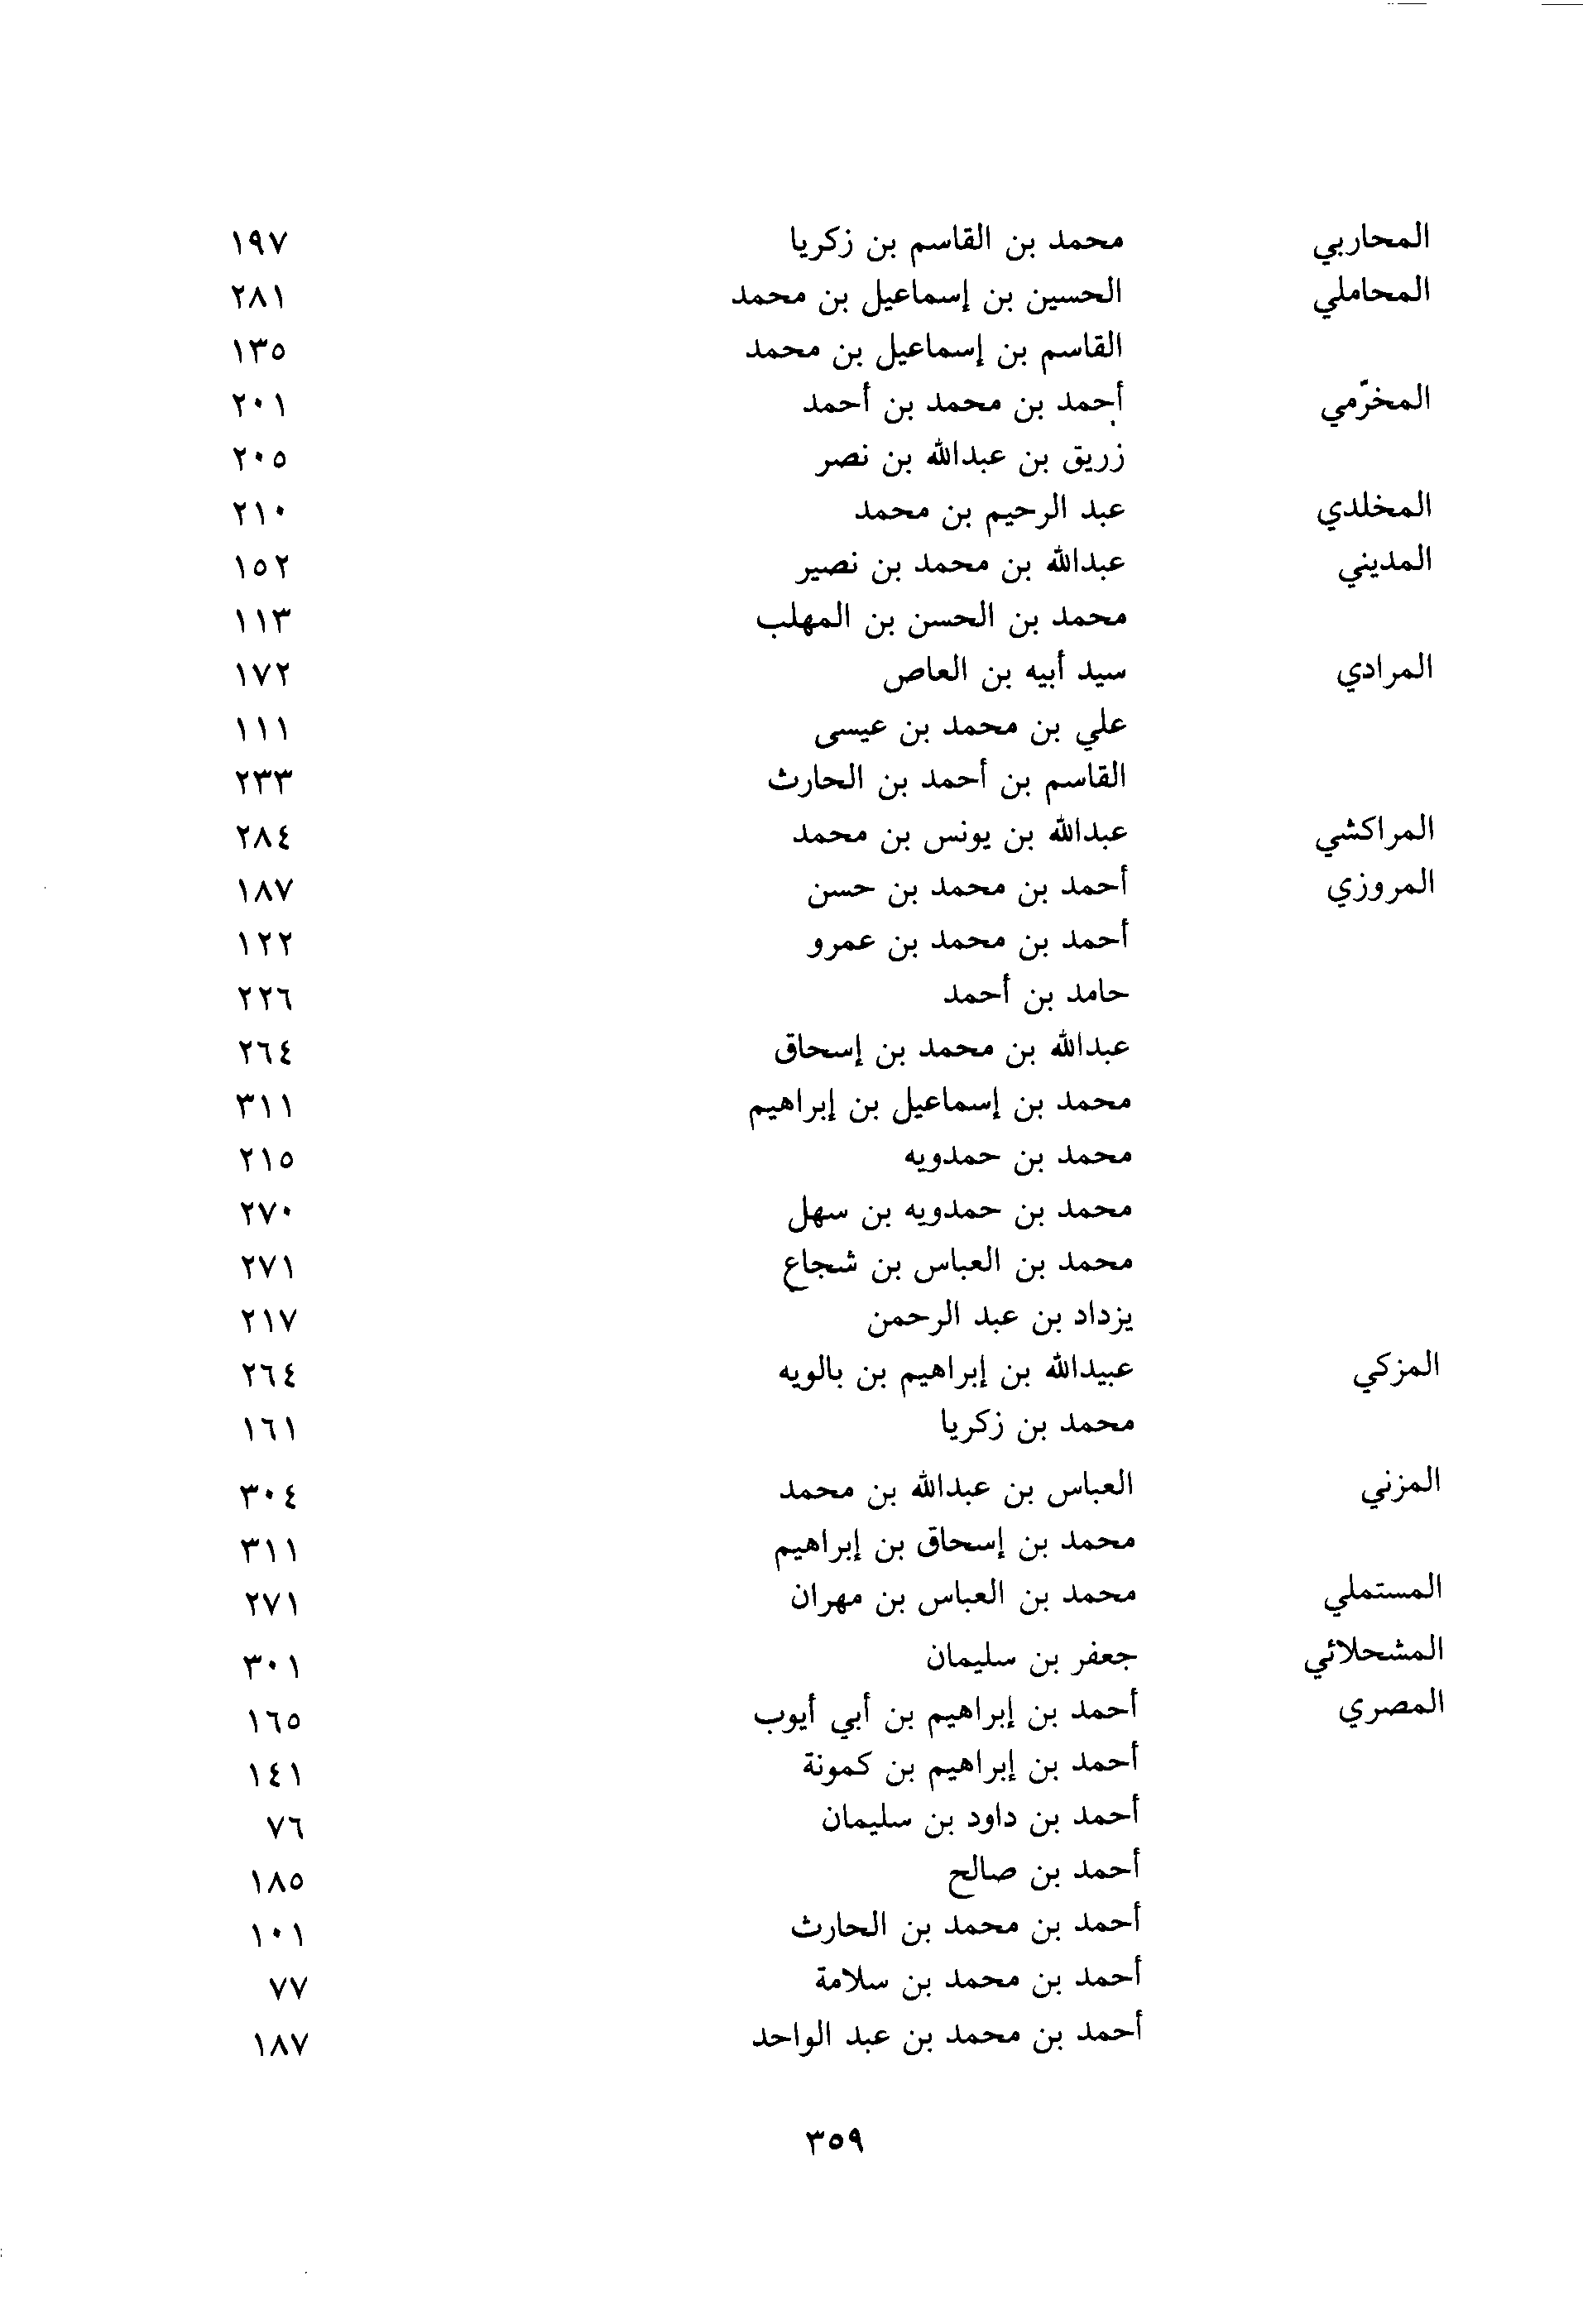 المحاربي محمد بن القاسم بن زكريا ١٩٧
المحاملي الحسين بن إسماعيل بن محمد ٢٨١
القاسم بن إسماعيل بن محمد ١٣٥
المخرّمي أحمد بن محمد بن أحمد ٢٠١
زريق بن عبدالله بن نصر ٢٠٥
المخلدي عبد الرحيم بن محمد ٢١٠
المديني عبدالله بن محمد بن نصير ١٥٢
محمد بن الحسن بن المهلب ١١٣
المرادي سيد أبيه بن العاص ١٧٢
علي بن محمد بن عيسى ١١١
القاسم بن أحمد بن الحارث ٢٣٣
المراكشي عبدالله بن يونس بن محمد ٢٨٤
المروزي أحمد بن محمد بن حسن ١٨٧
أحمد بن محمد بن عمرو ١٢٢
حامد بن أحمد ٢٢٦
عبدالله بن محمد بن إسحاق ٢٦٤
محمد بن إسماعيل بن إبراهيم ٣١١
محمد بن حمدويه ٢١٥
محمد بن حمدويه بن سهل ٢٧٠
محمد بن العباس بن شجاع ٢٧١
يزداد بن عبد الرحمن ٢١٧
المزكي عبيدالله بن إبراهيم بن بالويه ٢٦٤
محمد بن زكريا ١٦١
المزني العباس بن عبدالله بن محمد ٣٠٤
محمد بن إسحاق بن إبراهيم ٣١١
المستملي محمد بن العباس بن مهران ٢٧١
المشحلائي جعفر بن سليمان ٣٠١
المصري أحمد بن إبراهيم بن أبي أيوب ١٦٥
أحمد بن إبراهيم بن كمونة ١٤١
أحمد بن داود بن سليمان ٧٦
أحمد بن صالح ١٨٥
أحمد بن محمد بن الحارث ١٠١
أحمد بن محمد بن سلامة ٧٧
أحمد بن محمد بن عبد الواحد ١٨٧
٣٥٩